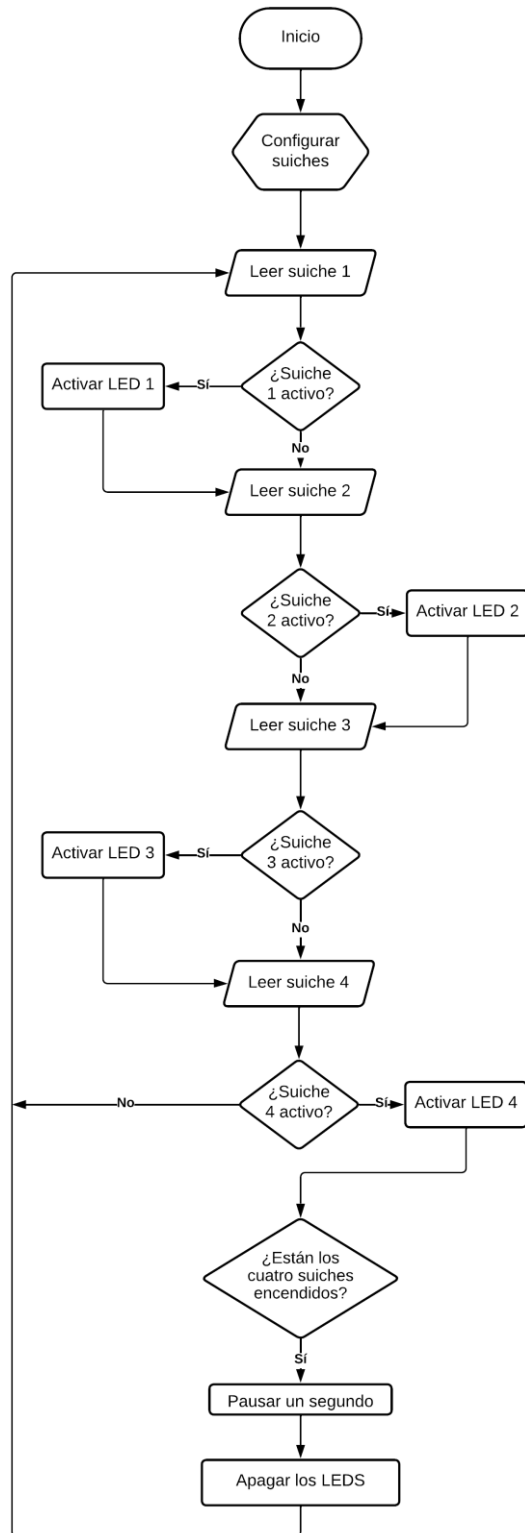 Inicio
Configurar
suiches
Leer suiche 1
¿Suiche
1 activo?
Sí
Activar LED 1
No
Leer suiche 2
¿Suiche
2 activo?
Sí
Activar LED 2
No
Leer suiche 3
¿Suiche
3 activo?
Sí
Activar LED 3
No
Leer suiche 4
¿Suiche
4 activo?
No
Sí
Activar LED 4
¿Están los
cuatro suiches
encendidos?
Sí
Pausar un segundo
Apagar los LEDS